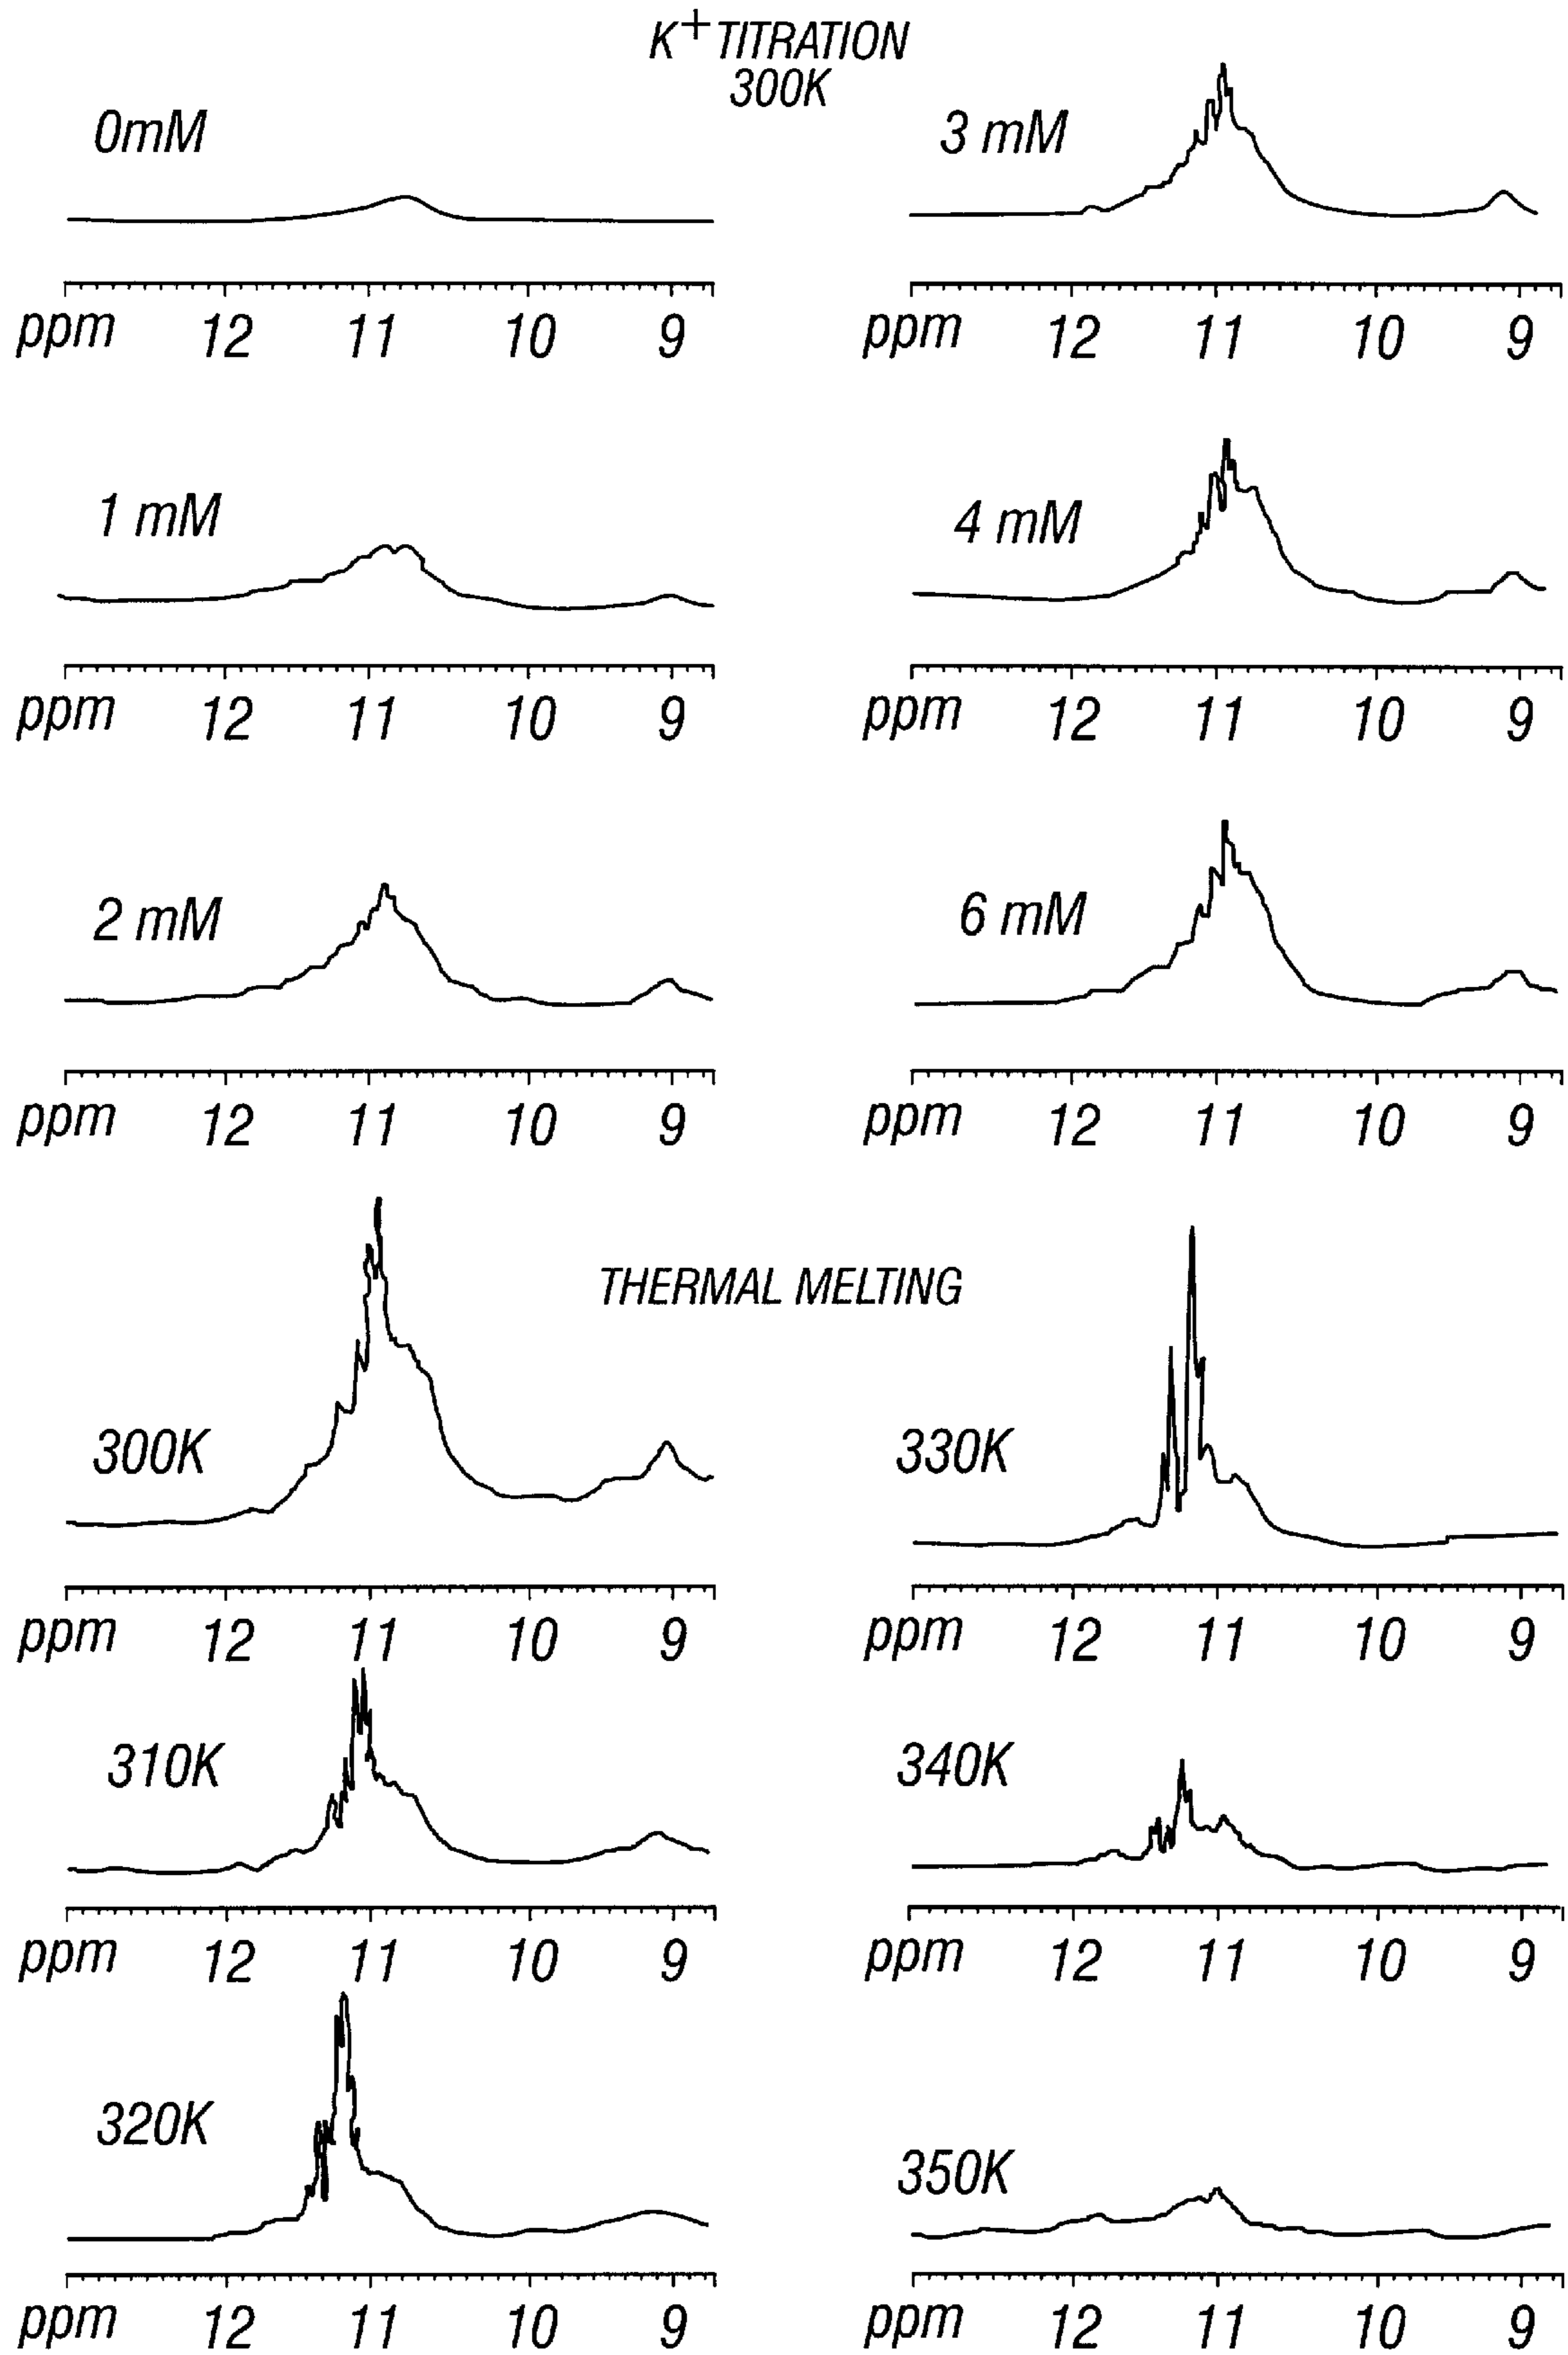 K+ TITRATION
300K
0mM
ppm 12 11 10 9
3 mM
ppm 12 11 10 9
1 mM
ppm 12 11 10 9
4 mM
ppm 12 11 10 9
2 mM
ppm 12 11 10 9
6 mM
ppm 12 11 10 9
THERMAL MELTING
300K
ppm 12 11 10 9
330K
ppm 12 11 10 9
310K
ppm 12 11 10 9
340K
ppm 12 11 10 9
320K
ppm 12 11 10 9
350K
ppm 12 11 10 9